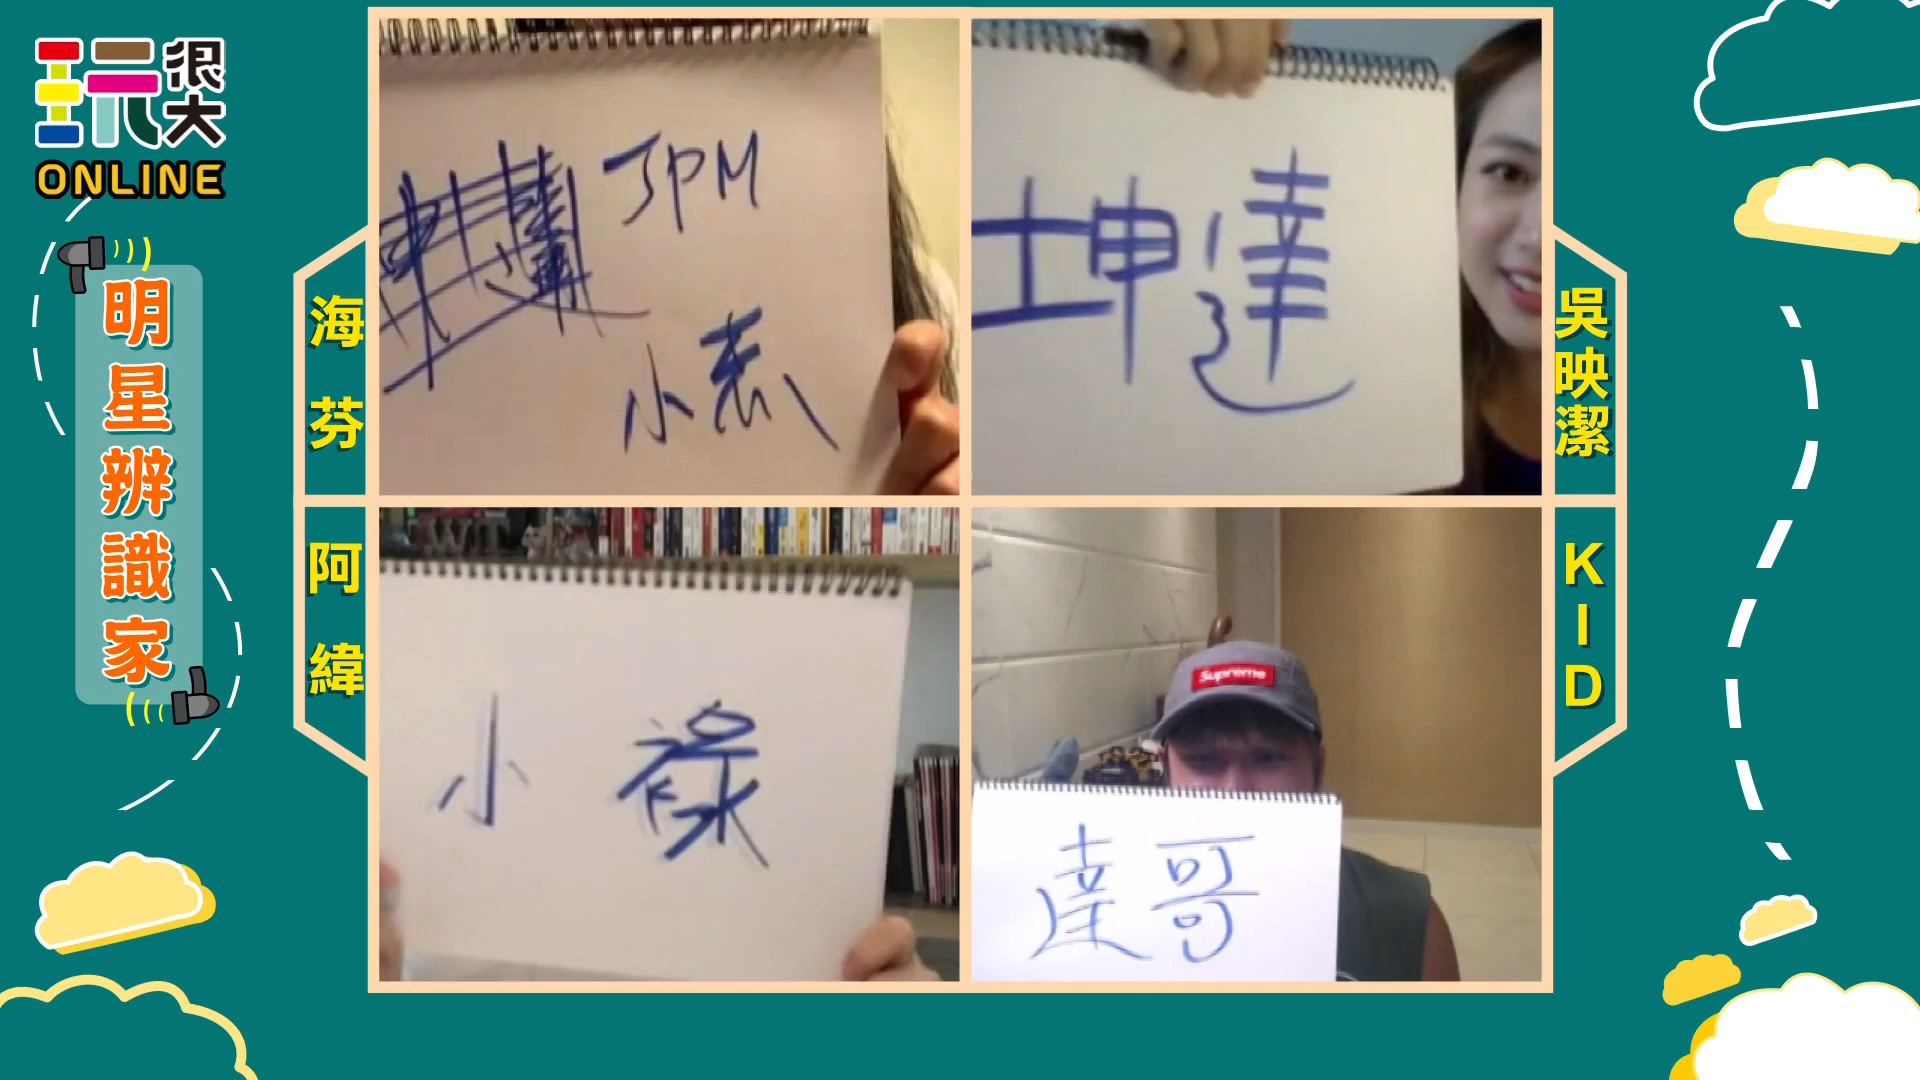 玩很大
ONLINE
明星辨識家
海芬
JPM
小杰
坤達
吳映潔
阿緯
小祿
Supreme
達哥
KID